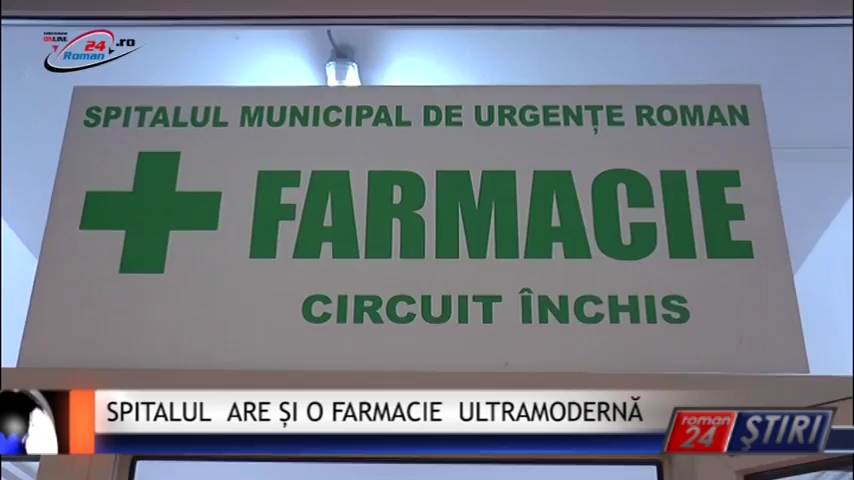 ONLINE
Roman 24 .ro
SPITALUL MUNICIPAL DE URGENȚE ROMAN
FARMACIE
CIRCUIT ÎNCHIS
SPITALUL ARE ȘI O FARMACIE ULTRAMODERNĂ
roman
24
ȘTIRI